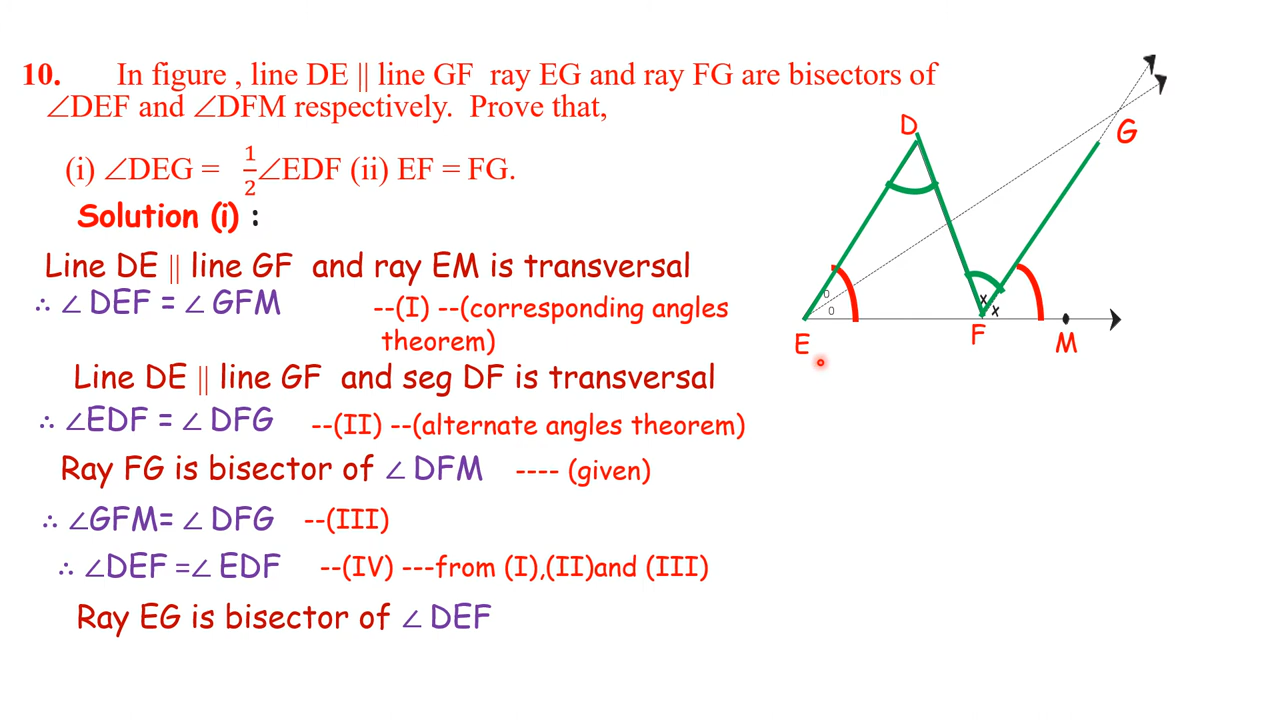 10. In figure , line DE || line GF ray EG and ray FG are bisectors of
∠DEF and ∠DFM respectively. Prove that,
(i) ∠DEG = 1/2 ∠EDF (ii) EF = FG.
Solution (i) :
Line DE || line GF and ray EM is transversal
∴ ∠ DEF = ∠ GFM --(I) --(corresponding angles
theorem)
Line DE || line GF and seg DF is transversal
∴ ∠EDF = ∠ DFG --(II) --(alternate angles theorem)
Ray FG is bisector of ∠ DFM ---- (given)
∴ ∠GFM= ∠ DFG --(III)
∴ ∠DEF =∠ EDF --(IV) ---from (I),(II)and (III)
Ray EG is bisector of ∠ DEF
D
G
o
o
x
x
E
F
M